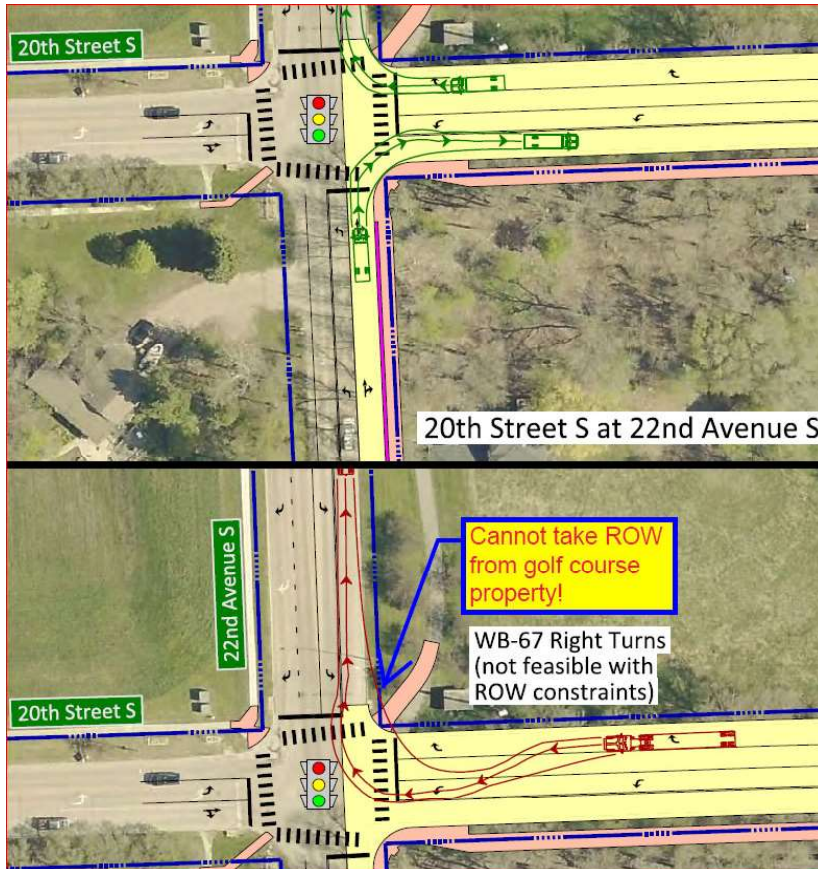 20th Street S
20th Street S at 22nd Avenue S
22nd Avenue S
Cannot take ROW
from golf course
property!
WB-67 Right Turns
(not feasible with
ROW constraints)
20th Street S